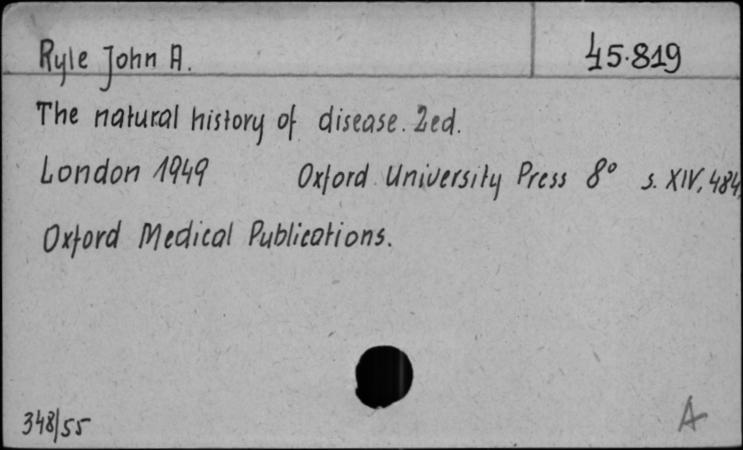 Ryle John A.
45.819
The natural history of disease. 2ed.
London 1949 Oxford University Press 8° s. XIV, 484,
Oxford Medical Publications.
348/55
A